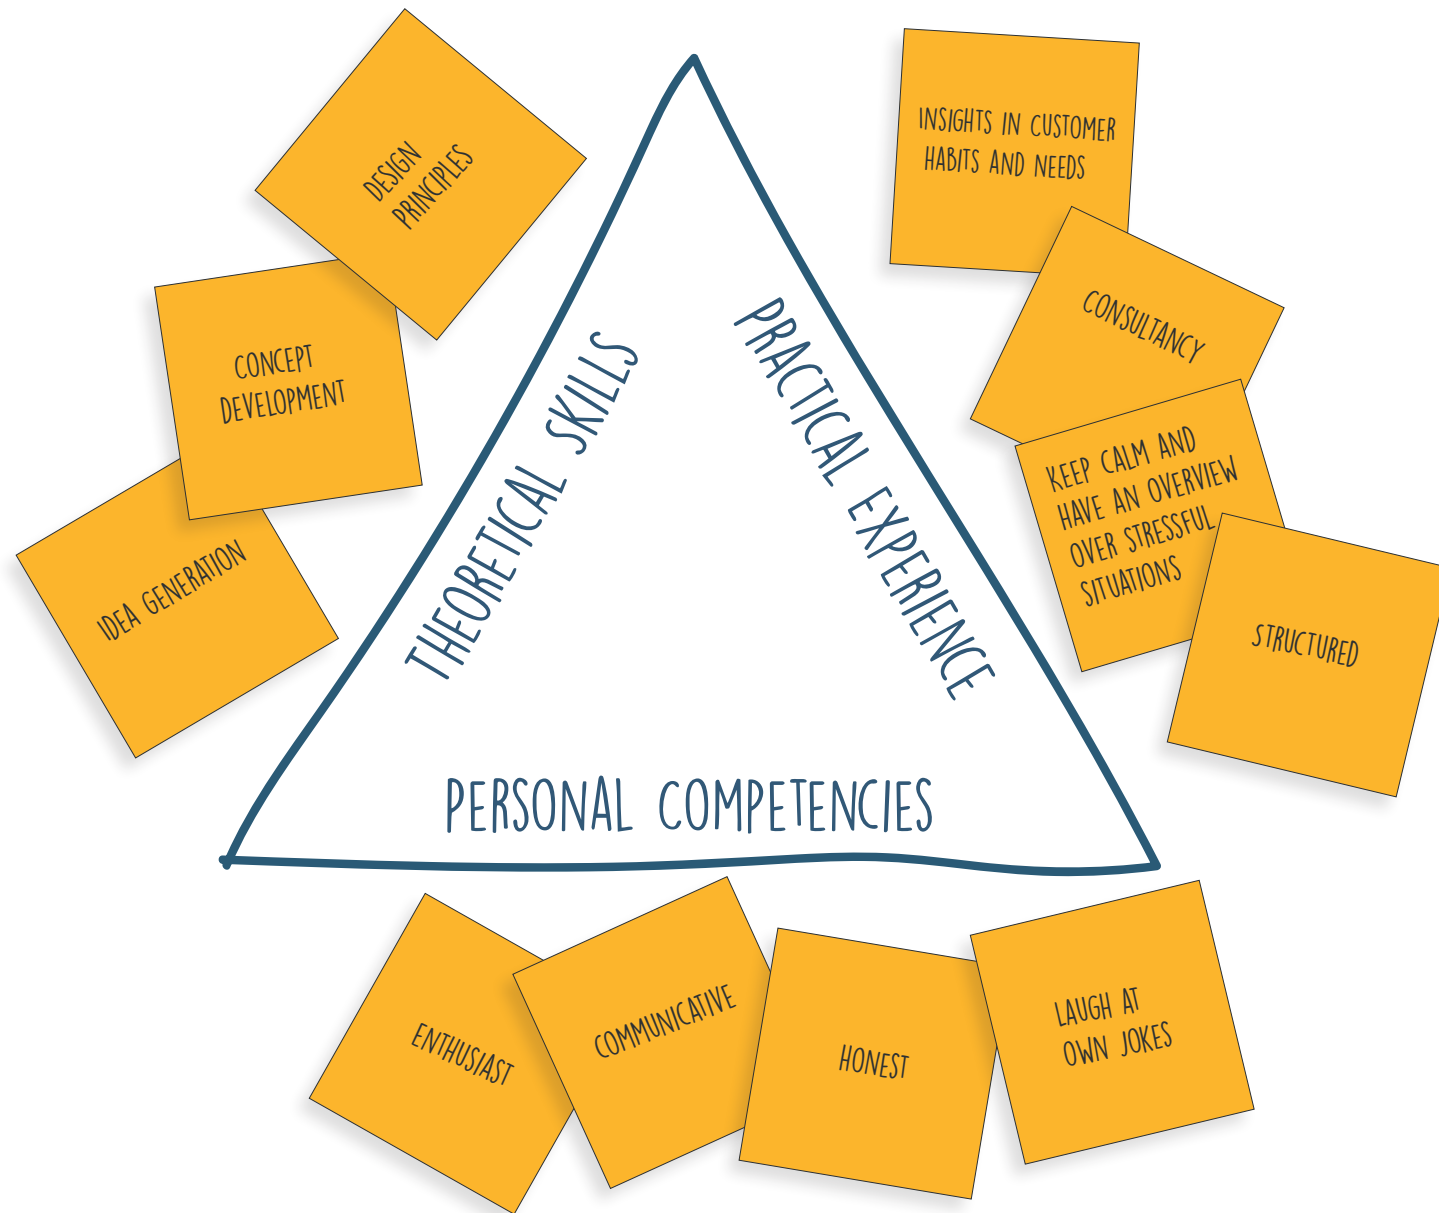 DESIGN
PRINCIPLES
CONCEPT
DEVELOPMENT
IDEA GENERATION
THEORETICAL SKILLS
PRACTICAL EXPERIENCE
PERSONAL COMPETENCIES
INSIGHTS IN CUSTOMER
HABITS AND NEEDS
CONSULTANCY
KEEP CALM AND
HAVE AN OVERVIEW
OVER STRESSFUL
SITUATIONS
STRUCTURED
ENTHUSIAST
COMMUNICATIVE
HONEST
LAUGH AT
OWN JOKES